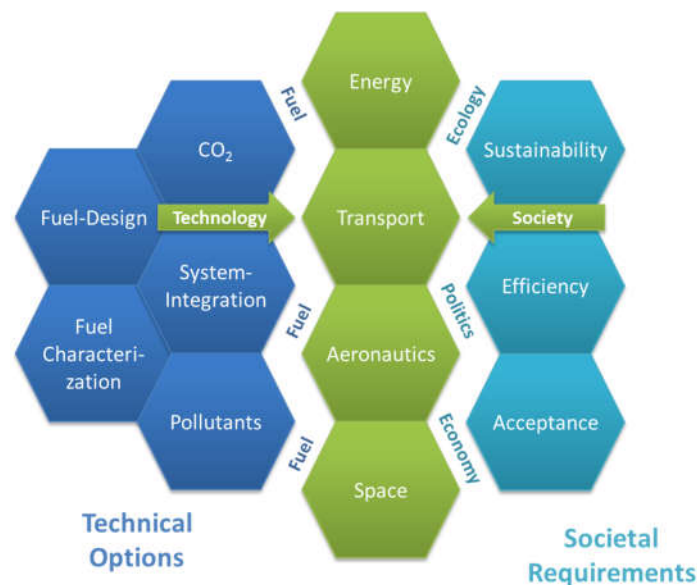 Energy
Fuel
Ecology
CO₂
Sustainability
Fuel-Design
Technology
Transport
Society
System-
Integration
Efficiency
Fuel
Politics
Fuel
Characteri-
zation
Aeronautics
Pollutants
Acceptance
Fuel
Economy
Space
Technical
Options
Societal
Requirements